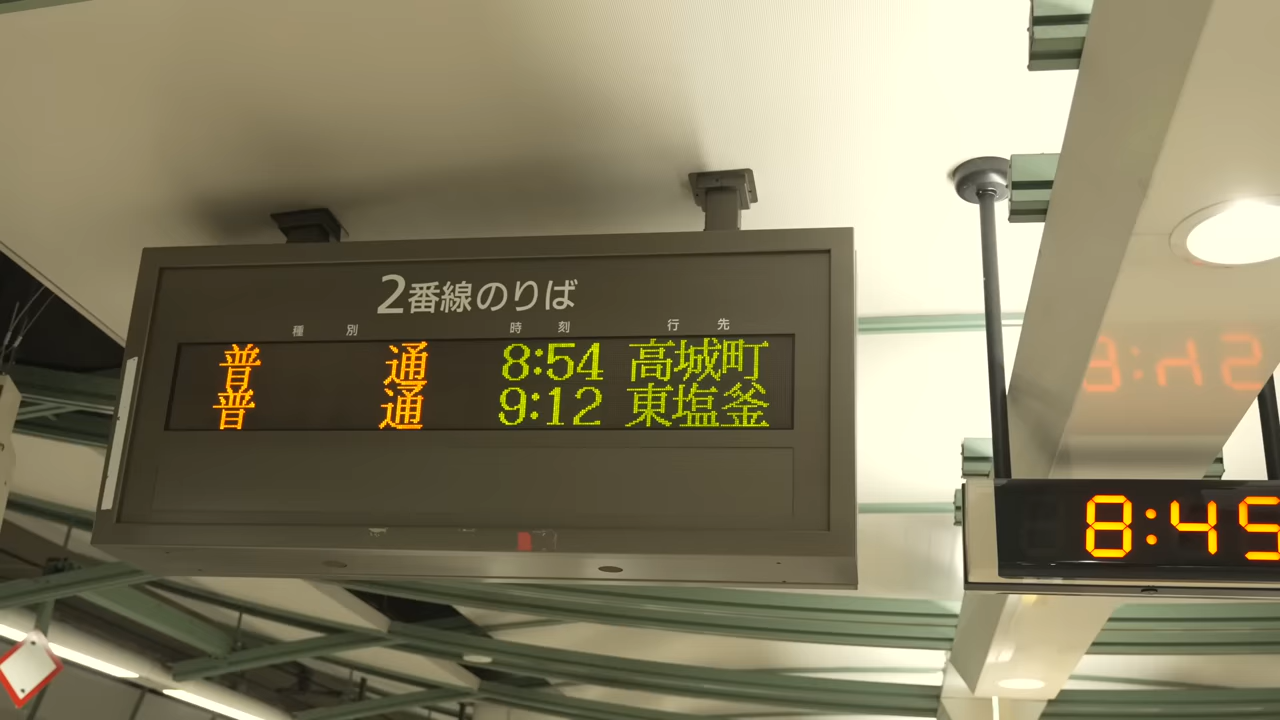 2番線のりば
種別 時刻 行先
普通 8:54 高城町
普通 9:12 東塩釜
8:45